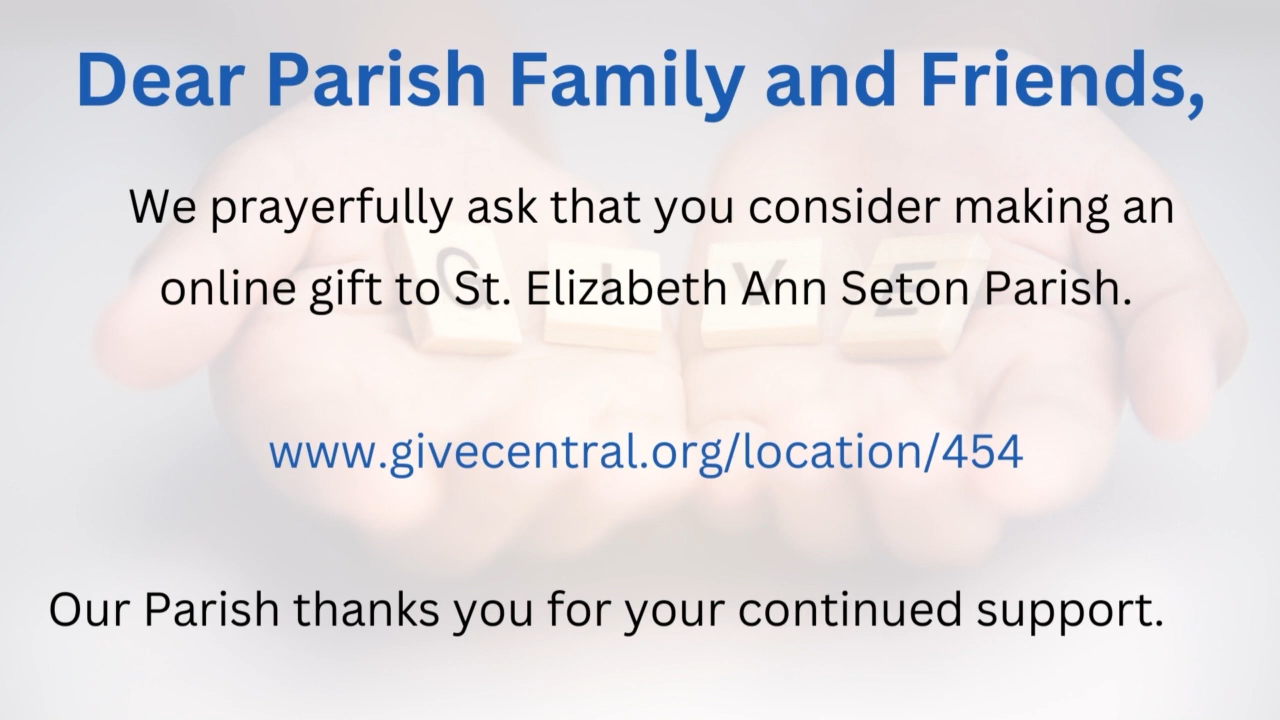 Dear Parish Family and Friends,
We prayerfully ask that you consider making an
online gift to St. Elizabeth Ann Seton Parish.
G I V E
www.givecentral.org/location/454
Our Parish thanks you for your continued support.